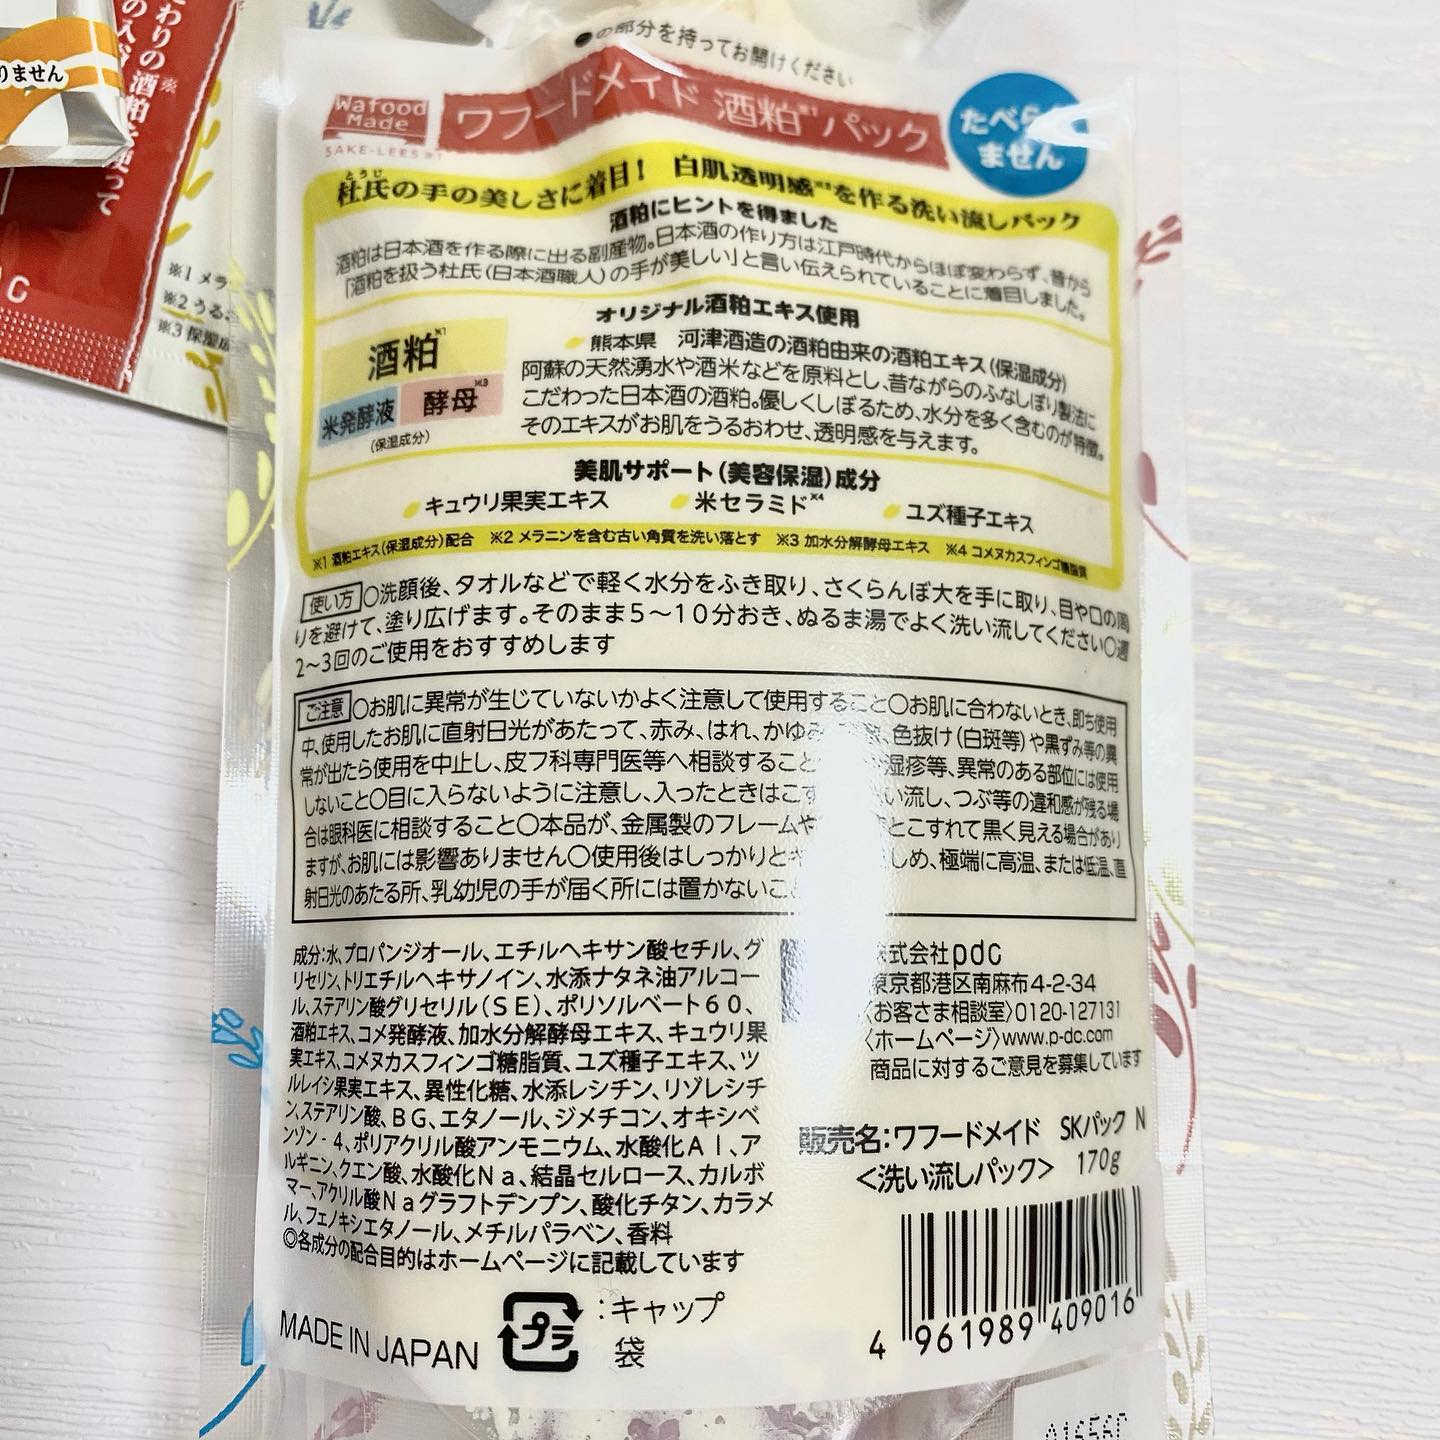 りません
わりの酒粕を使って
※1 メラ
※2 うるお
※3 保湿成
●の部分を持ってお開けください
Wafood
Made
SAKE-LEES※1
ワフードメイド 酒粕※1パック
たべら
ません
とうじ
杜氏の手の美しさに着目! 白肌透明感※2を作る洗い流しパック
酒粕にヒントを得ました
酒粕は日本酒を作る際に出る副産物。日本酒の作り方は江戸時代からほぼ変わらず、昔から
「酒粕を扱う杜氏(日本酒職人)の手が美しい」と言い伝えられていることに着目しました。
オリジナル酒粕エキス使用
酒粕※1
米発酵液 酵母※3
(保湿成分)
熊本県 河津酒造の酒粕由来の酒粕エキス(保湿成分)
阿蘇の天然湧水や酒米などを原料とし、昔ながらのふなしぼり製法に
こだわった日本酒の酒粕。優しくしぼるため、水分を多く含むのが特徴。
そのエキスがお肌をうるおわせ、透明感を与えます。
美肌サポート(美容保湿)成分
キュウリ果実エキス 米セラミド※4 ユズ種子エキス
※1 酒粕エキス(保湿成分)配合 ※2 メラニンを含む古い角質を洗い落とす ※3 加水分解酵母エキス ※4 コメヌカスフィンゴ糖脂質
使い方 〇洗顔後、タオルなどで軽く水分をふき取り、さくらんぼ大を手に取り、目や口の周
りを避けて、塗り広げます。そのまま5〜10分おき、ぬるま湯でよく洗い流してください〇週
2〜3回のご使用をおすすめします
ご注意 〇お肌に異常が生じていないかよく注意して使用すること〇お肌に合わないとき、即ち使用
中、使用したお肌に直射日光があたって、赤み、はれ、かゆみ、色抜け(白斑等)や黒ずみ等の異
常が出たら使用を中止し、皮フ科専門医等へ相談すること 湿疹等、異常のある部位には使用
しないこと〇目に入らないように注意し、入ったときはこす い流し、つぶ等の違和感が残る場
合は眼科医に相談すること〇本品が、金属製のフレームや とこすれて黒く見える場合があり
ますが、お肌には影響ありません〇使用後はしっかりと しめ、極端に高温、または低温、直
射日光のあたる所、乳幼児の手が届く所には置かないこと
成分:水、プロパンジオール、エチルヘキサン酸セチル、グ
リセリン、トリエチルヘキサノイン、水添ナタネ油アルコー
ル、ステアリン酸グリセリル(SE)、ポリソルベート60、
酒粕エキス、コメ発酵液、加水分解酵母エキス、キュウリ果
実エキス、コメヌカスフィンゴ糖脂質、ユズ種子エキス、ツ
ルレイシ果実エキス、異性化糖、水添レシチン、リゾレシチ
ン、ステアリン酸、BG、エタノール、ジメチコン、オキシベ
ンゾン-4、ポリアクリル酸アンモニウム、水酸化Al、ア
ルギニン、クエン酸、水酸化Na、結晶セルロース、カルボ
マー、アクリル酸Naグラフトデンプン、酸化チタン、カラメ
ル、フェノキシエタノール、メチルパラベン、香料
◎各成分の配合目的はホームページに記載しています
株式会社pdc
東京都港区南麻布4-2-34
〈お客さま相談室〉0120-127131
〈ホームページ〉www.p-dc.com
商品に対するご意見を募集しています
販売名:ワフードメイド SKパック N
<洗い流しパック> 170g
MADE IN JAPAN
プラ
:キャップ
袋
4 961989 409016